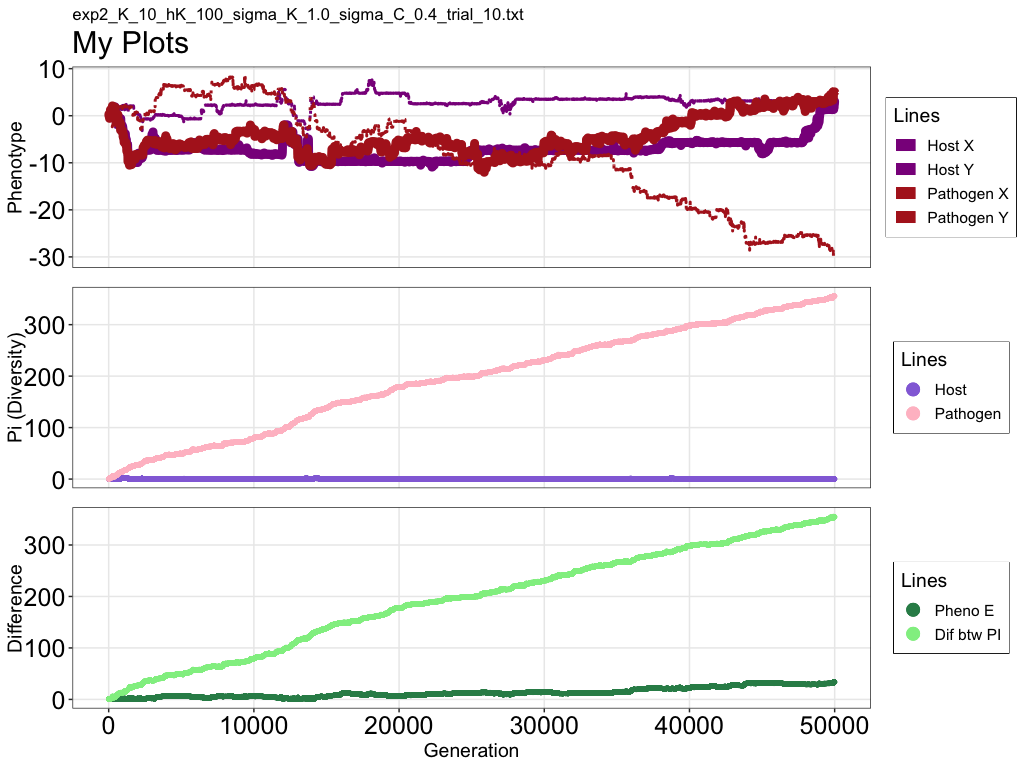 exp2_K_10_hK_100_sigma_K_1.0_sigma_C_0.4_trial_10.txt
My Plots
Phenotype
10
0
-10
-20
-30
Lines
Host X
Host Y
Pathogen X
Pathogen Y
Pi (Diversity)
300
200
100
0
Lines
Host
Pathogen
Difference
300
200
100
0
Lines
Pheno E
Dif btw PI
0 10000 20000 30000 40000 50000
Generation